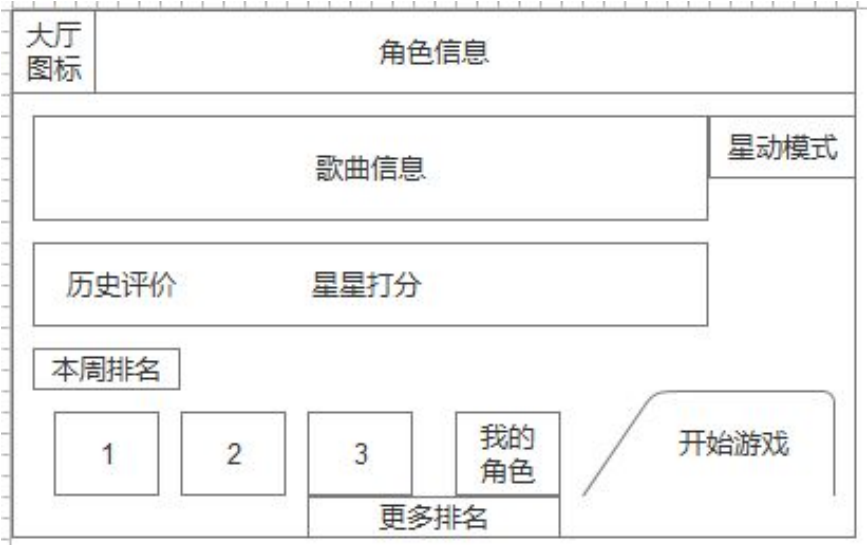 大厅
图标
角色信息
歌曲信息
星动模式
历史评价
星星打分
本周排名
1
2
3
我的
角色
开始游戏
更多排名